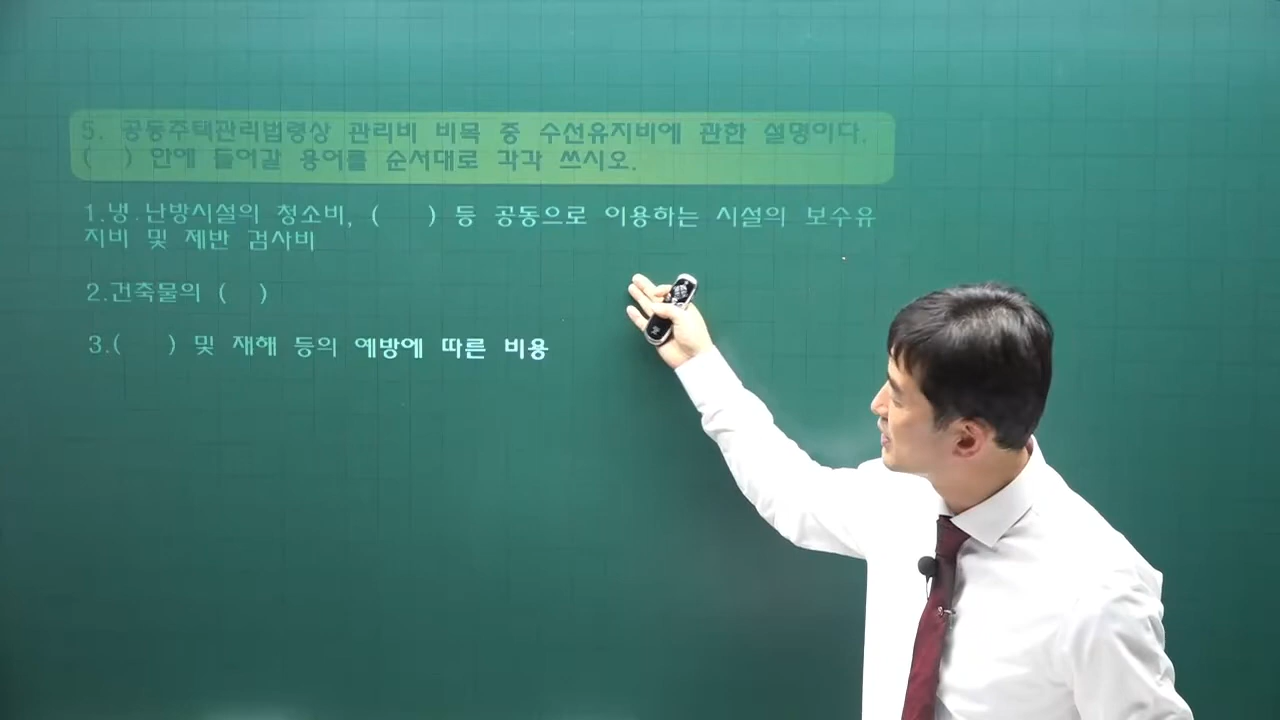 5. 공동주택관리법령상 관리비 비목 중 수선유지비에 관한 설명이다.
(  ) 안에 들어갈 용어를 순서대로 각각 쓰시오.
1.냉·난방시설의 청소비, (   ) 등 공동으로 이용하는 시설의 보수유
지비 및 제반 검사비
2.건축물의 (  )
3.(   ) 및 재해 등의 예방에 따른 비용